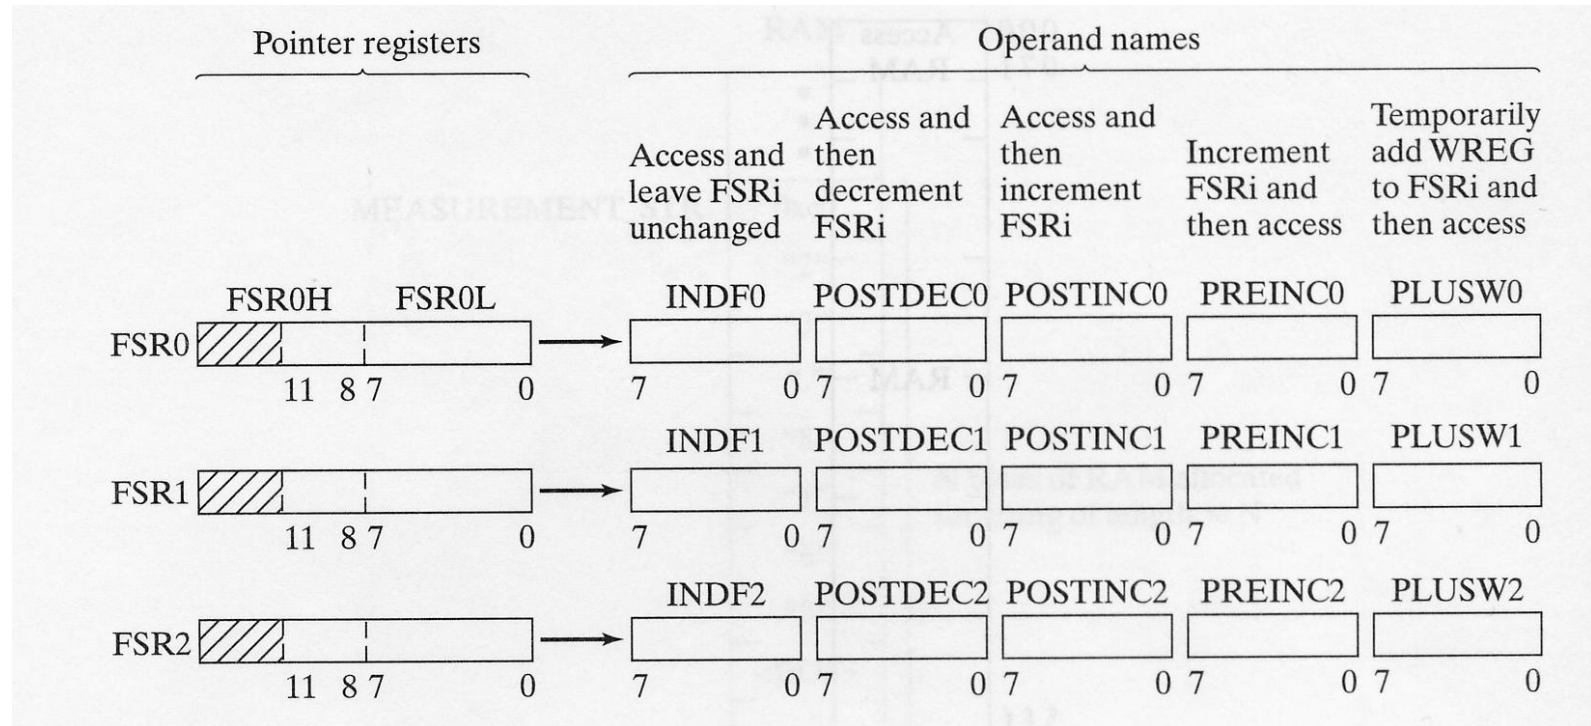 Pointer registers
Operand names
Access and
leave FSRi
unchanged
Access and
then
decrement
FSRi
Access and
then
increment
FSRi
Increment
FSRi and
then access
Temporarily
add WREG
to FSRi and
then access
FSR0H FSR0L INDF0 POSTDEC0 POSTINC0 PREINC0 PLUSW0
FSR0
11 8 7 0 7 0 7 0 7 0 7 0 7 0
INDF1 POSTDEC1 POSTINC1 PREINC1 PLUSW1
FSR1
11 8 7 0 7 0 7 0 7 0 7 0 7 0
INDF2 POSTDEC2 POSTINC2 PREINC2 PLUSW2
FSR2
11 8 7 0 7 0 7 0 7 0 7 0 7 0